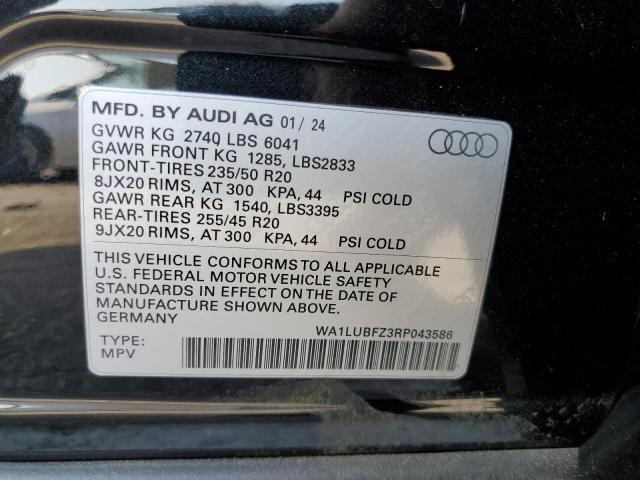 MFD. BY AUDI AG 01/ 24
GVWR KG 2740 LBS 6041
GAWR FRONT KG 1285, LBS2833
FRONT-TIRES 235/50 R20
8JX20 RIMS, AT 300 KPA, 44 PSI COLD
GAWR REAR KG 1540, LBS3395
REAR-TIRES 255/45 R20
9JX20 RIMS, AT 300 KPA, 44 PSI COLD
THIS VEHICLE CONFORMS TO ALL APPLICABLE
U.S. FEDERAL MOTOR VEHICLE SAFETY
STANDARDS IN EFFECT ON THE DATE OF
MANUFACTURE SHOWN ABOVE.
GERMANY
WA1LUBFZ3RP043586
TYPE:
MPV